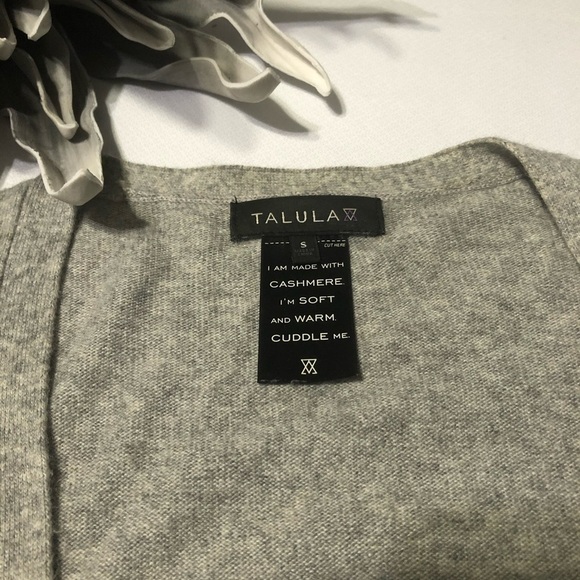 TALULA
S
CUT HERE
I AM MADE WITH
CASHMERE.
I'M SOFT
AND WARM.
CUDDLE ME.